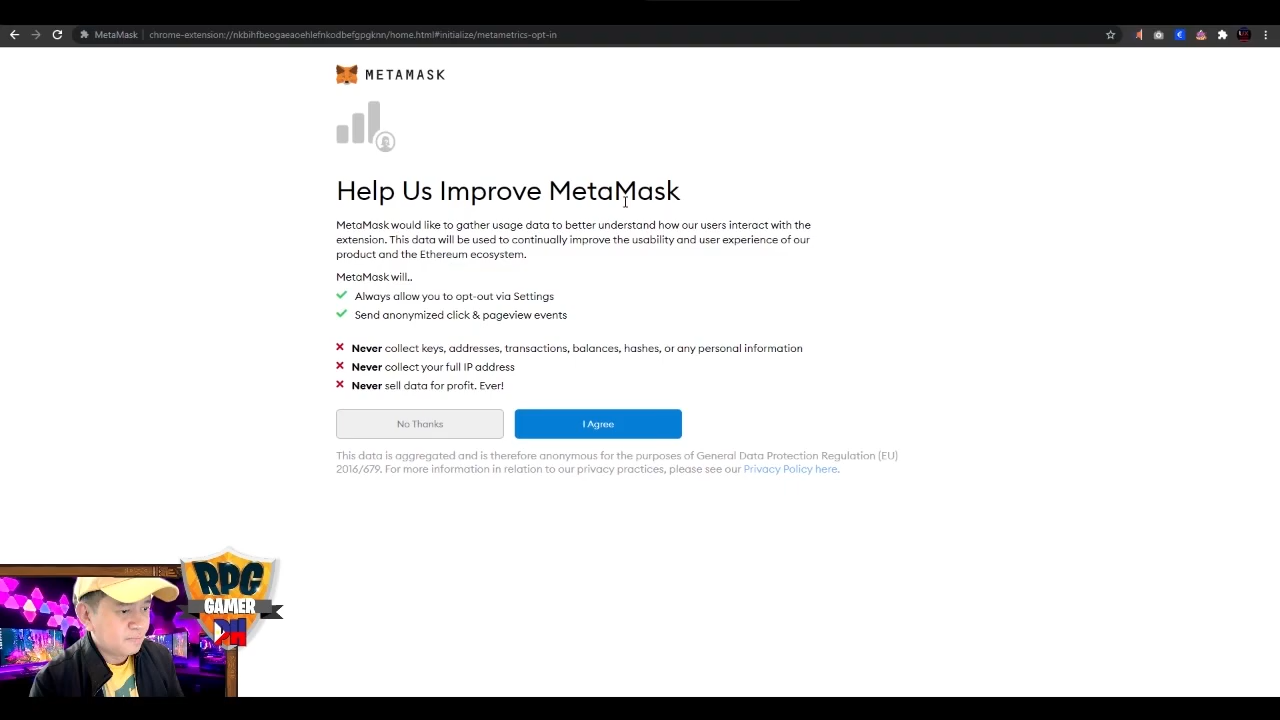 MetaMask
chrome-extension://nkbihfbeogaeaoehlefnkodbefgpgknn/home.html#initialize/metametrics-opt-in
METAMASK
Help Us Improve MetaMask
MetaMask would like to gather usage data to better understand how our users interact with the
extension. This data will be used to continually improve the usability and user experience of our
product and the Ethereum ecosystem.
MetaMask will..
Always allow you to opt-out via Settings
Send anonymized click & pageview events
Never collect keys, addresses, transactions, balances, hashes, or any personal information
Never collect your full IP address
Never sell data for profit. Ever!
No Thanks
I Agree
This data is aggregated and is therefore anonymous for the purposes of General Data Protection Regulation (EU)
2016/679. For more information in relation to our privacy practices, please see our Privacy Policy here.
RPG
GAMER
PH